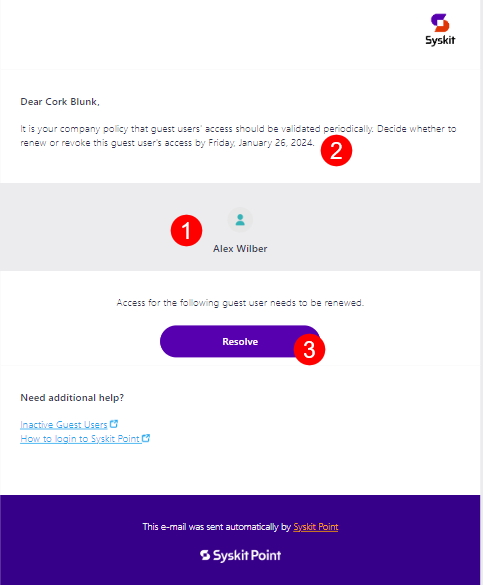 Syskit
Dear Cork Blunk,
It is your company policy that guest users' access should be validated periodically. Decide whether to
renew or revoke this guest user's access by Friday, January 26, 2024.
2
1
Alex Wilber
Access for the following guest user needs to be renewed.
Resolve
3
Need additional help?
Inactive Guest Users
How to login to Syskit Point
This e-mail was sent automatically by Syskit Point
Syskit Point